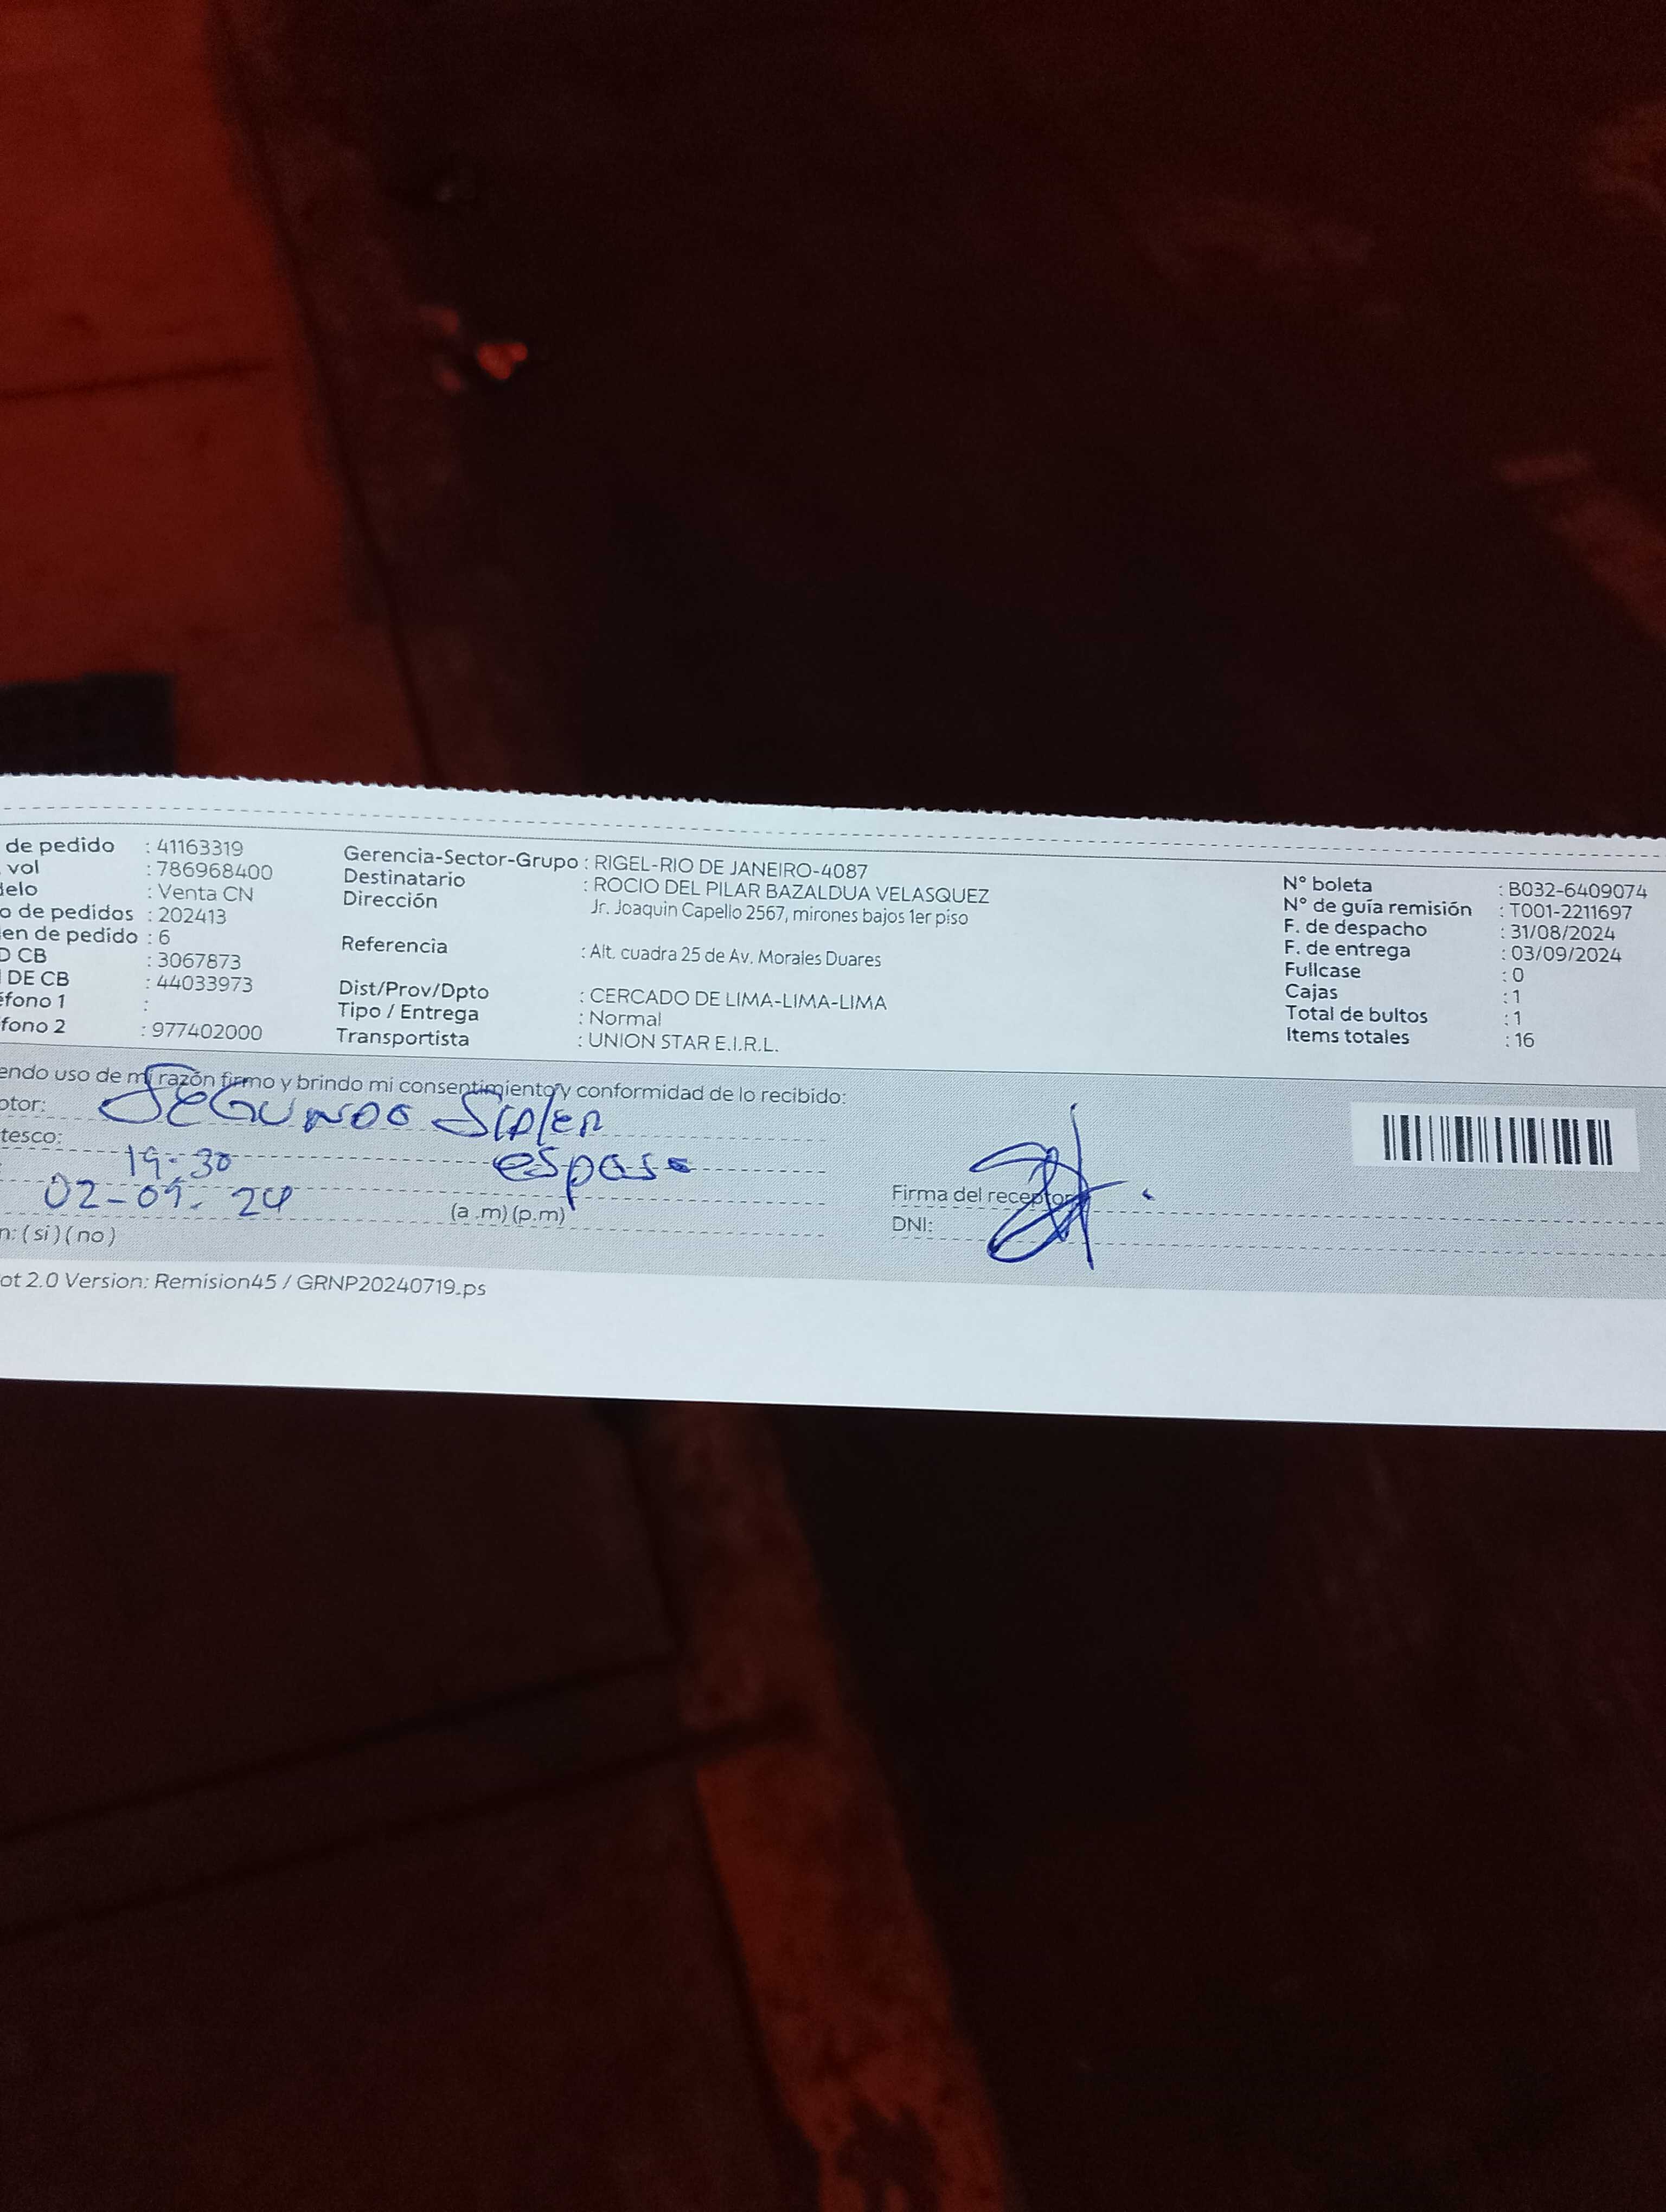 de pedido : 41163319
vol : 786968400
elo : Venta CN
o de pedidos : 202413
en de pedido : 6
O CB : 3067873
DE CB : 44033973
éfono 1 :
fono 2 : 977402000
Gerencia-Sector-Grupo : RIGEL-RIO DE JANEIRO-4087
Destinatario : ROCIO DEL PILAR BAZALDUA VELASQUEZ
Dirección Jr. Joaquin Capello 2567, mirones bajos 1er piso
Referencia : Alt. cuadra 25 de Av. Morales Duares
Dist/Prov/Dpto : CERCADO DE LIMA-LIMA-LIMA
Tipo / Entrega : Normal
Transportista : UNION STAR E.I.R.L.
N° boleta : B032-6409074
N° de guía remisión : T001-2211697
F. de despacho : 31/08/2024
F. de entrega : 03/09/2024
Fullcase : 0
Cajas : 1
Total de bultos : 1
Items totales : 16
endo uso de mi razón firmo y brindo mi consentimiento y conformidad de lo recibido:
ptor: SEGUNDO
tesco: espaso
19:30
02-09-24 (a .m) (p.m)
n: ( si ) ( no )
Firma del receptor
DNI:
ot 2.0 Version: Remision45 / GRNP20240719.ps